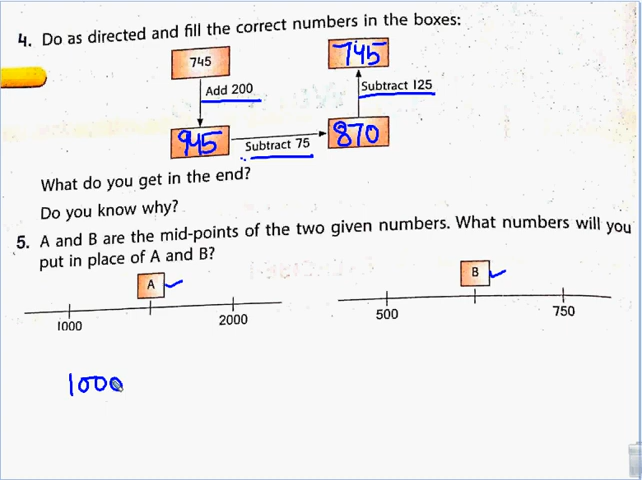 4. Do as directed and fill the correct numbers in the boxes:
745 745
Add 200 Subtract 125
945 Subtract 75 870
What do you get in the end?
Do you know why?
5. A and B are the mid-points of the two given numbers. What numbers will you
put in place of A and B?
A B
1000 2000 500 750
1000